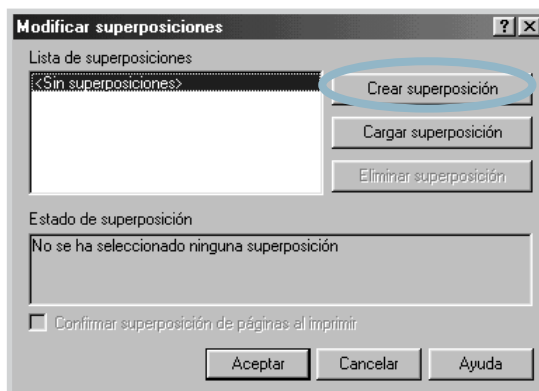 Modificar superposiciones
Lista de superposiciones
<Sin superposiciones>
Crear superposición
Cargar superposición
Eliminar superposición
Estado de superposición
No se ha seleccionado ninguna superposición
Confirmar superposición de páginas al imprimir
Aceptar
Cancelar
Ayuda